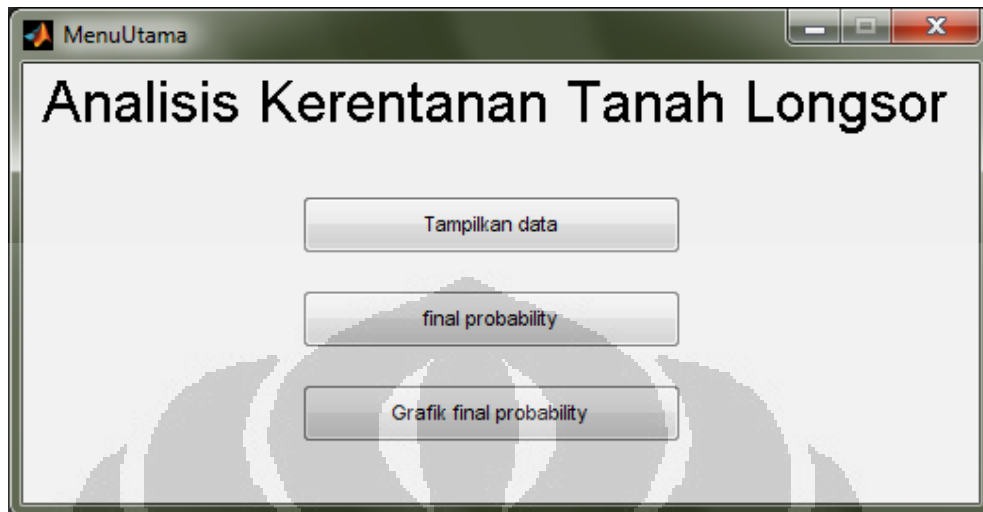 MenuUtama
Analisis Kerentanan Tanah Longsor
Tampilkan data
final probability
Grafik final probability